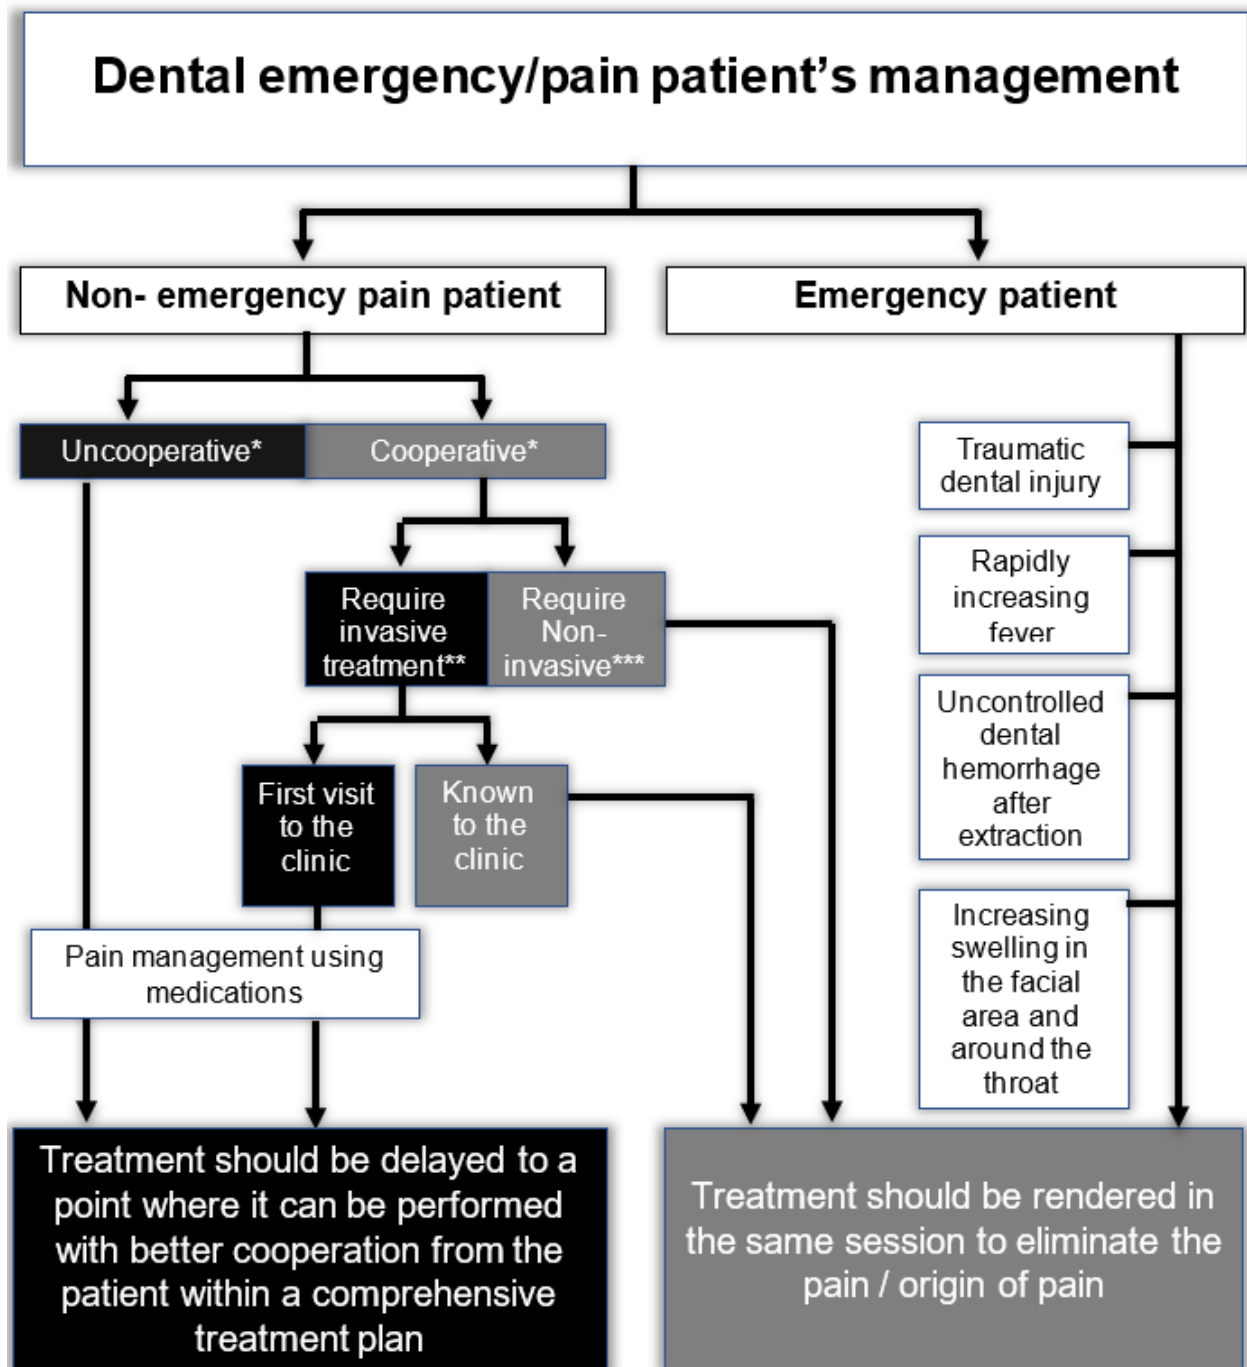 Dental emergency/pain patient's management
Non- emergency pain patient
Emergency patient
Uncooperative*
Cooperative*
Traumatic
dental injury
Rapidly
increasing
fever
Require
invasive
treatment**
Require
Non-
invasive***
Uncontrolled
dental
hemorrhage
after
extraction
First visit
to the
clinic
Known
to the
clinic
Increasing
swelling in
the facial
area and
around the
throat
Pain management using
medications
Treatment should be delayed to a
point where it can be performed
with better cooperation from the
patient within a comprehensive
treatment plan
Treatment should be rendered in
the same session to eliminate the
pain / origin of pain